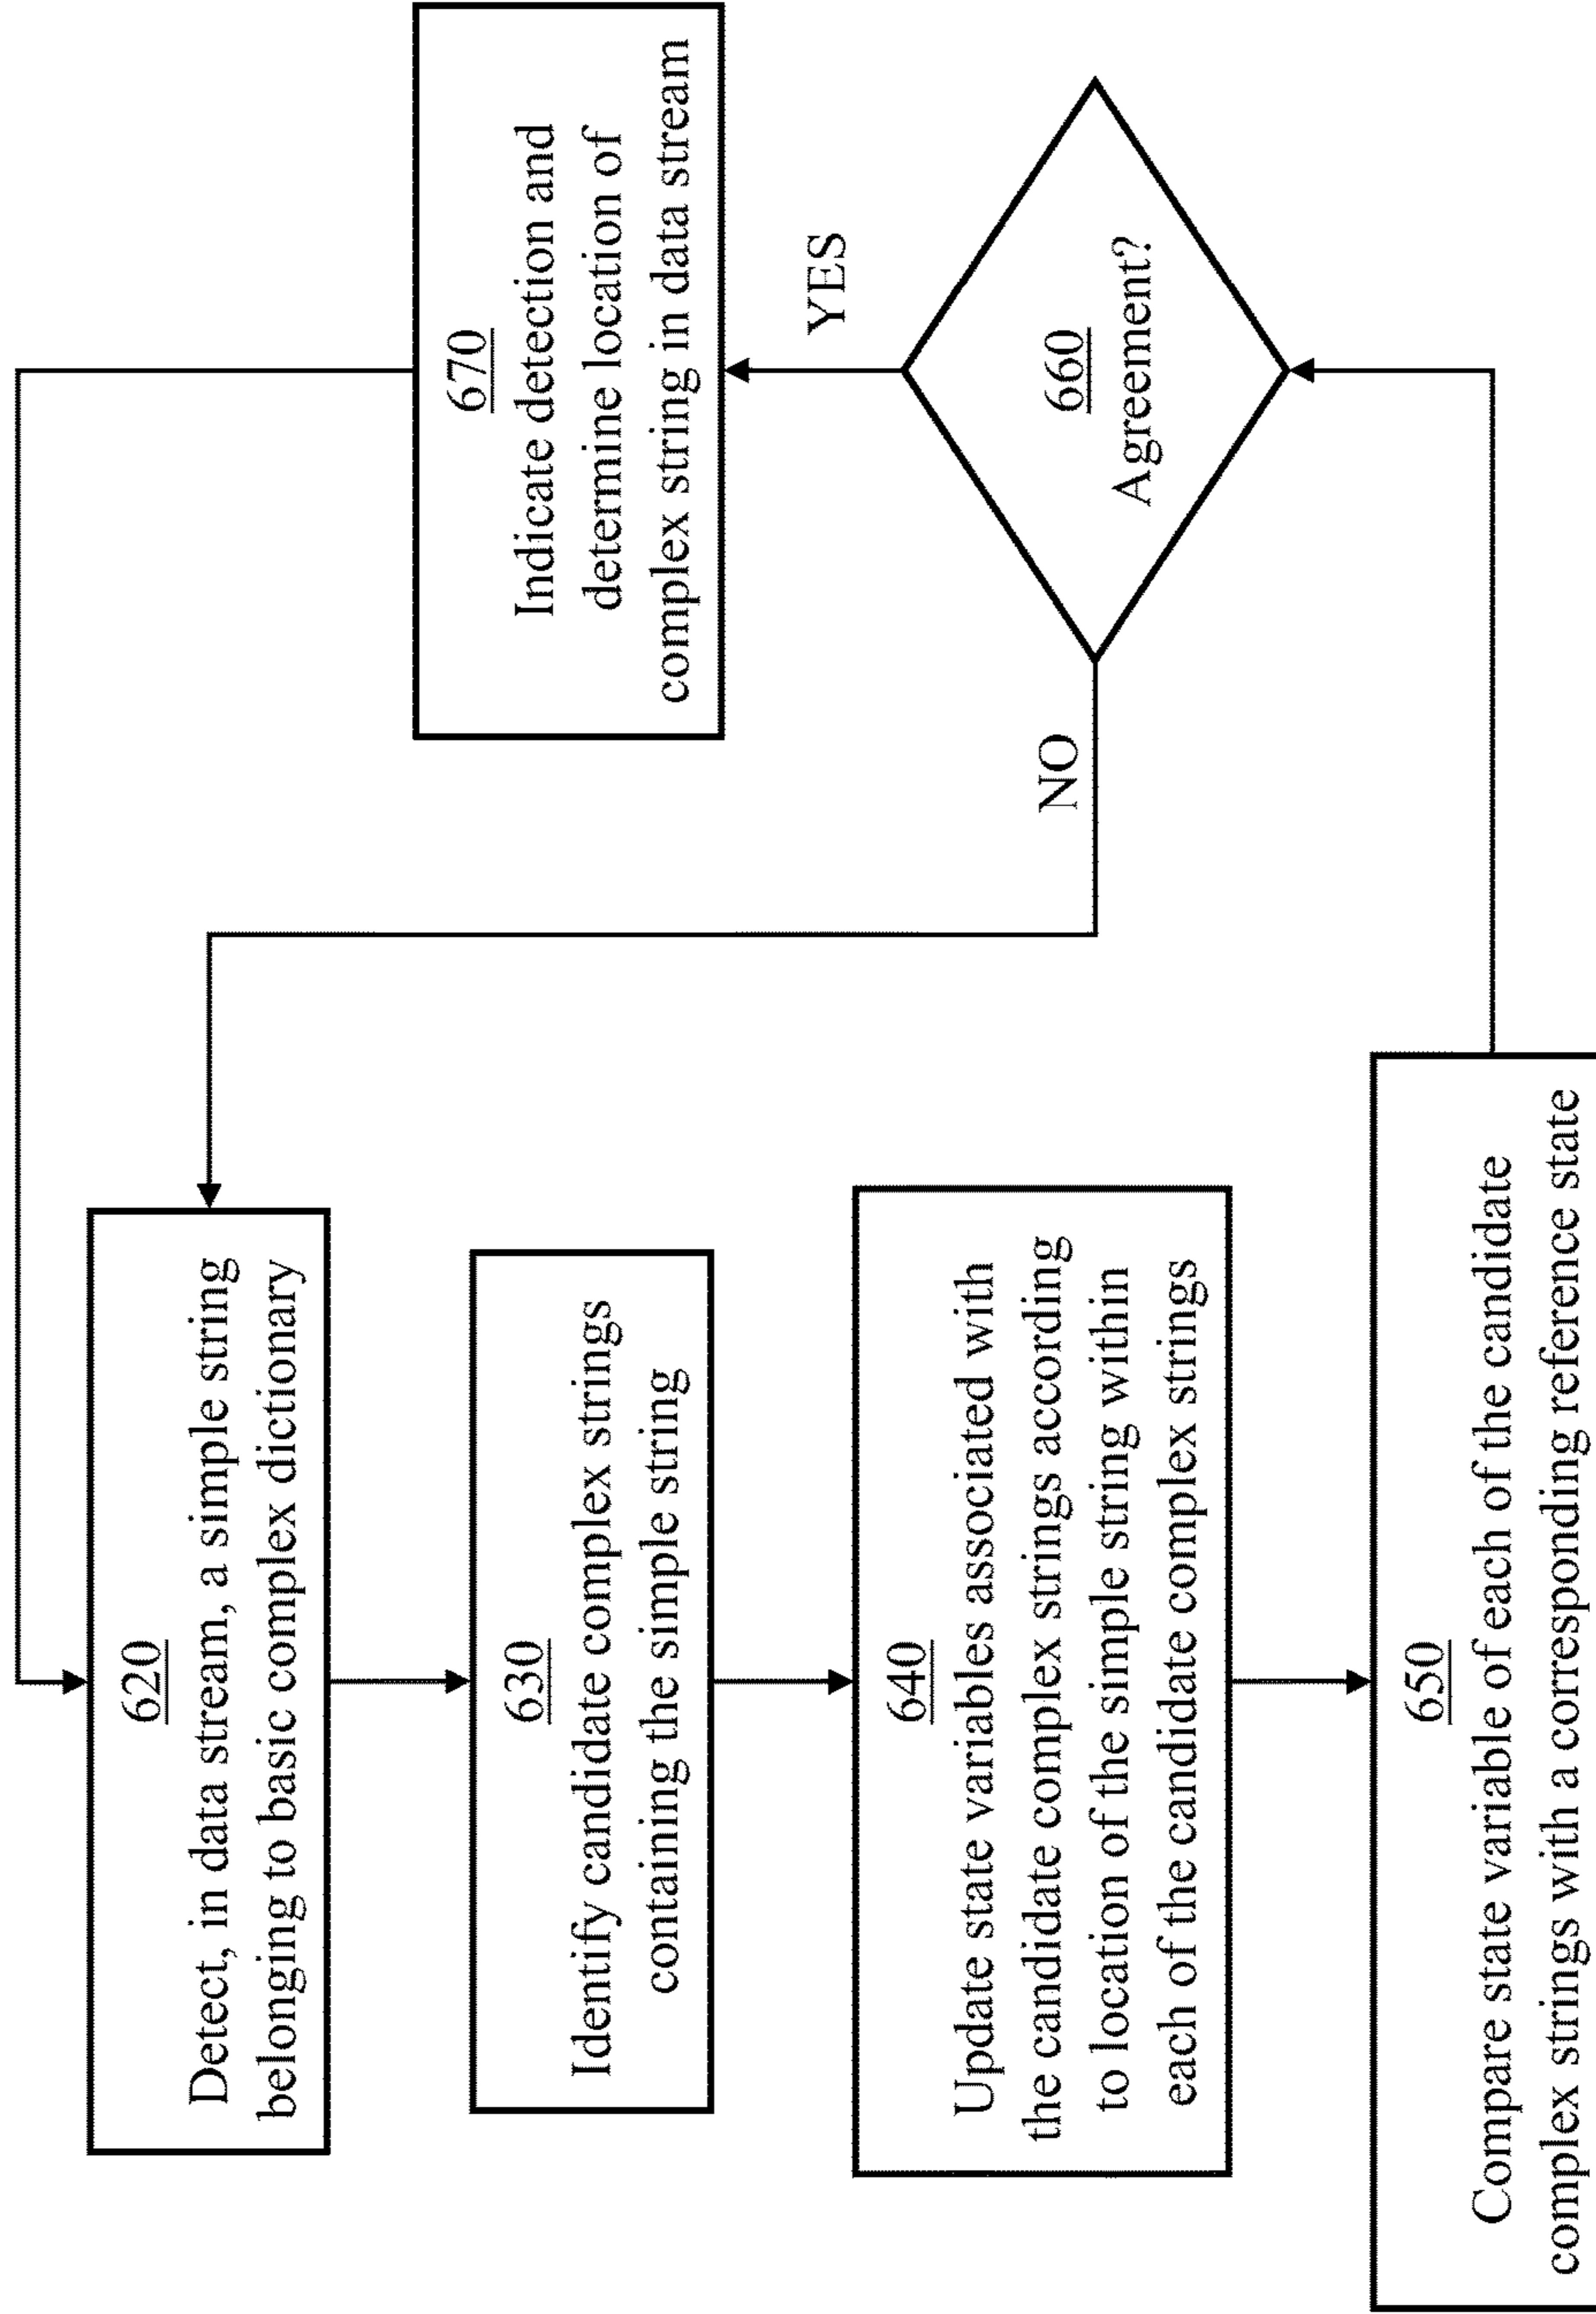 620
Detect, in data stream, a simple string
belonging to basic complex dictionary
630
Identify candidate complex strings
containing the simple string
640
Update state variables associated with
the candidate complex strings according
to location of the simple string within
each of the candidate complex strings
650
Compare state variable of each of the candidate
complex strings with a corresponding reference state
660
Agreement?
NO
YES
670
Indicate detection and
determine location of
complex string in data stream